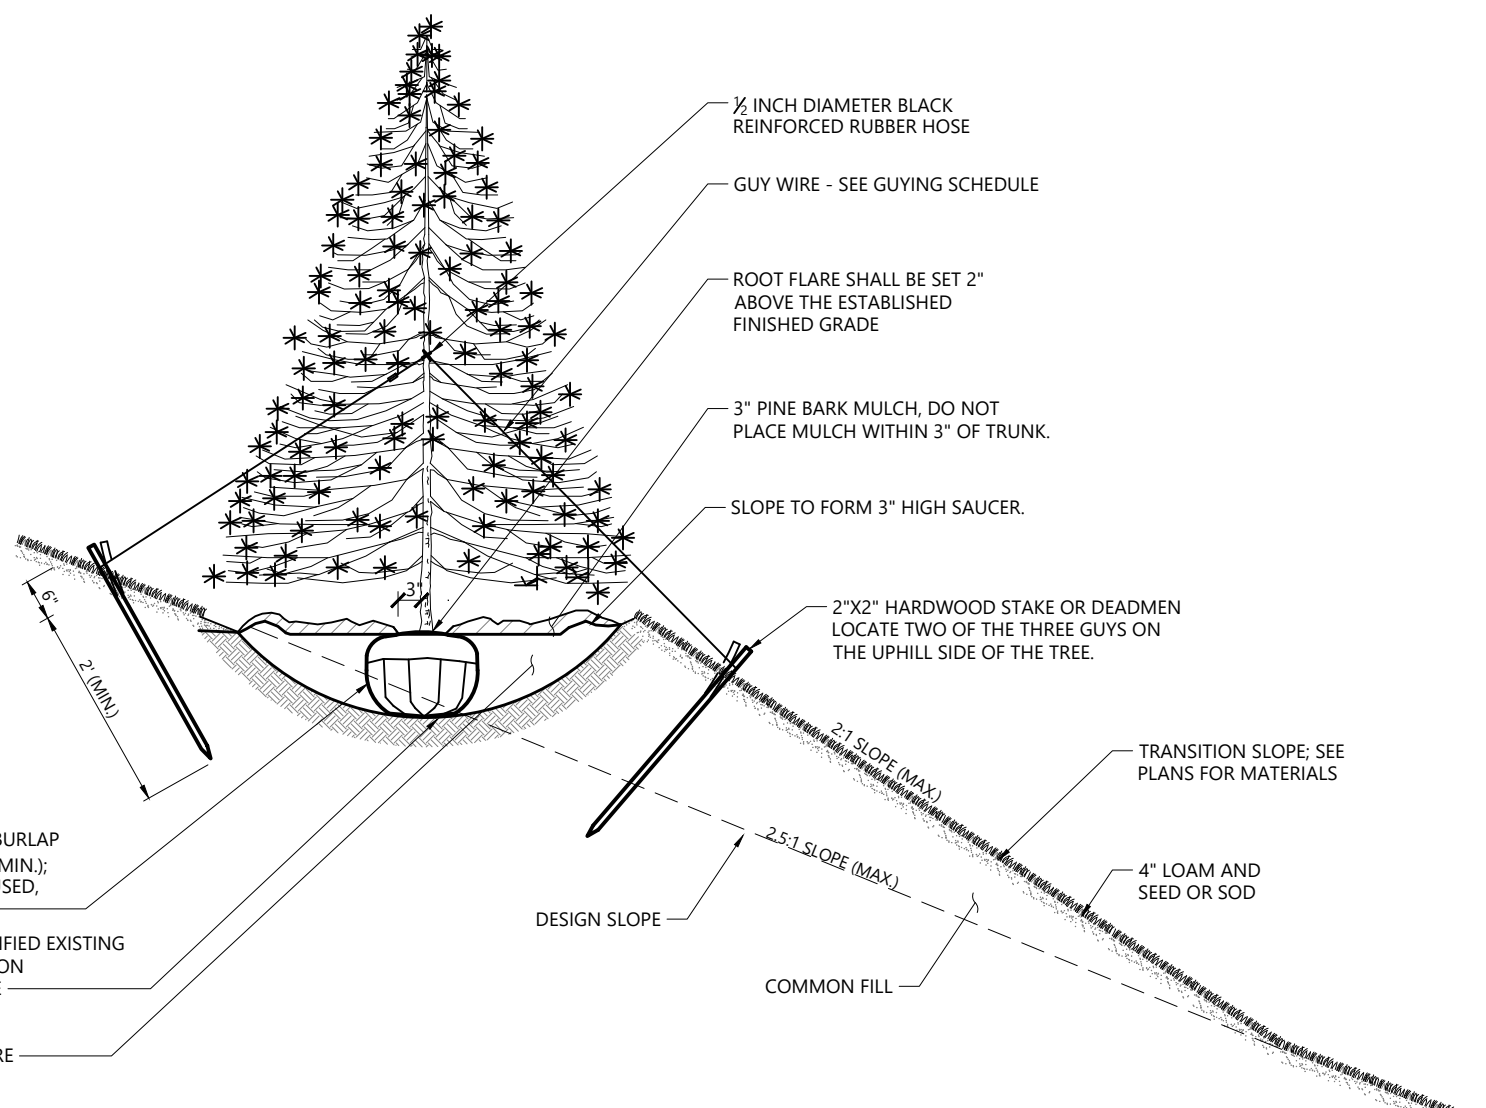 ½ INCH DIAMETER BLACK
REINFORCED RUBBER HOSE
GUY WIRE - SEE GUYING SCHEDULE
ROOT FLARE SHALL BE SET 2"
ABOVE THE ESTABLISHED
FINISHED GRADE
3" PINE BARK MULCH, DO NOT
PLACE MULCH WITHIN 3" OF TRUNK.
SLOPE TO FORM 3" HIGH SAUCER.
3"
2"X2" HARDWOOD STAKE OR DEADMEN
LOCATE TWO OF THE THREE GUYS ON
THE UPHILL SIDE OF THE TREE.
6"
2' (MIN.)
2:1 SLOPE (MAX.)
TRANSITION SLOPE; SEE
PLANS FOR MATERIALS
2.5:1 SLOPE (MAX.)
4" LOAM AND
SEED OR SOD
DESIGN SLOPE
COMMON FILL
BURLAP
MIN.);
SED,
IFIED EXISTING
ON
E
RE